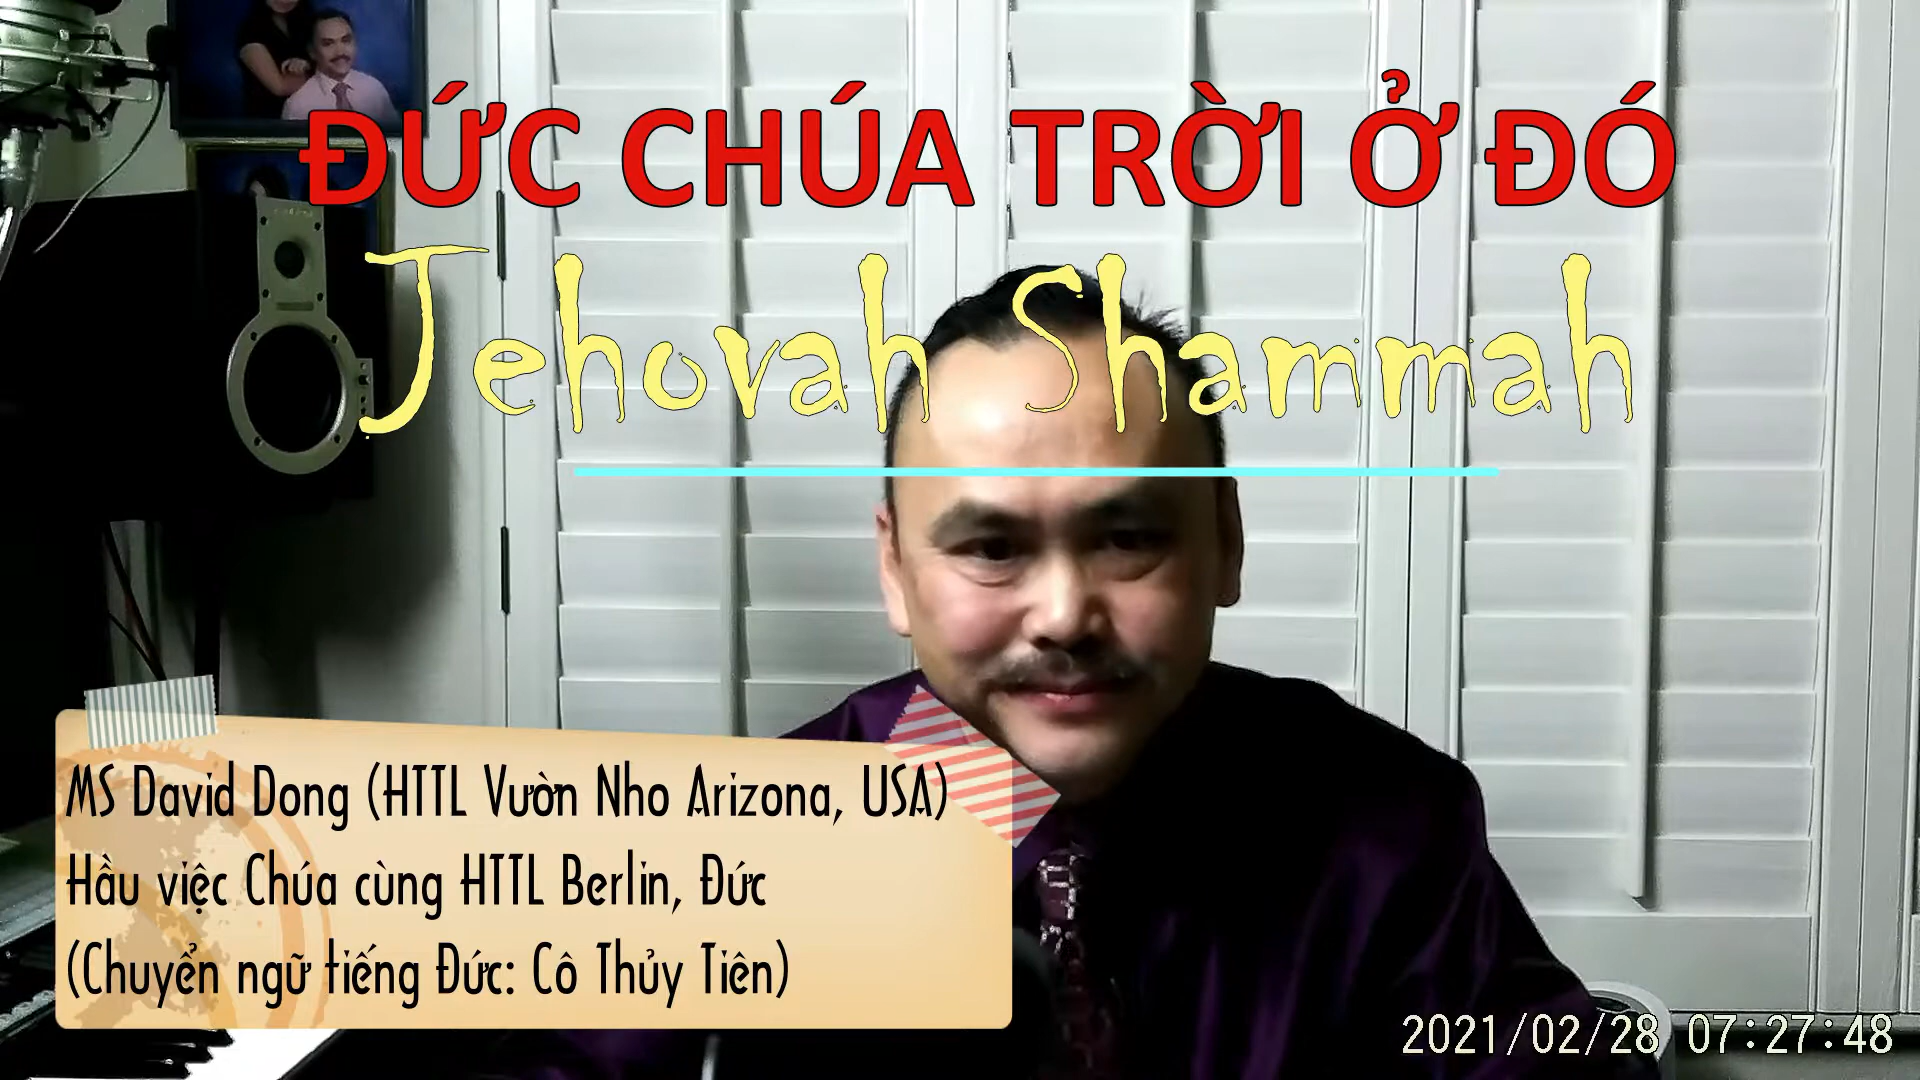 ĐỨC CHÚA TRỜI Ở ĐÓ
Jehovah Shammah
MS David Dong (HTTL Vườn Nho Arizona, USA)
Hầu việc Chúa cùng HTTL Berlin, Đức
(Chuyển ngữ tiếng Đức: Cô Thủy Tiên)
2021/02/28 07:27:48